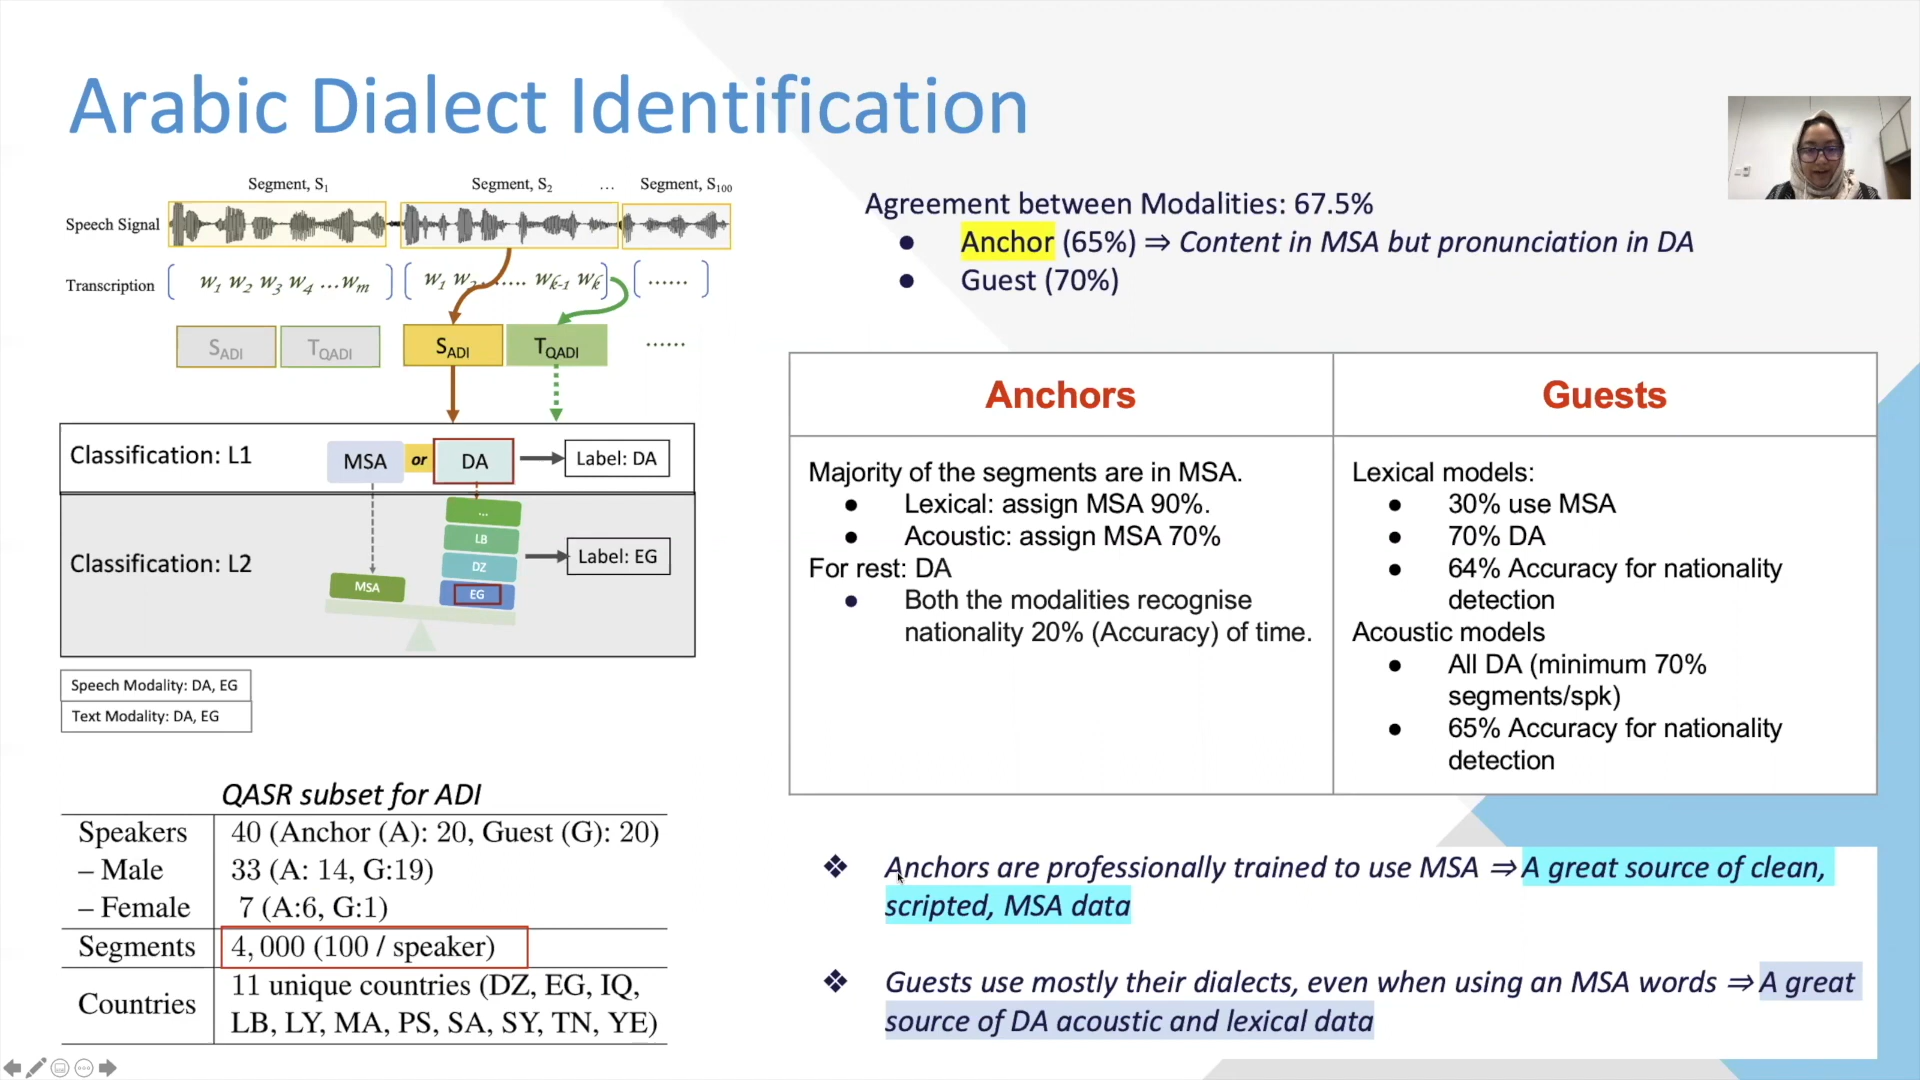 Arabic Dialect Identification
Segment, S1
Segment, S2
...
Segment, S100
Speech Signal
Transcription
w1 w2 w3 w4 ...wm
w1 w2 ...... wk-1 wk
......
SADI
TQADI
SADI
TQADI
......
Classification: L1
MSA
or
DA
Label: DA
Classification: L2
...
LB
DZ
EG
MSA
Label: EG
Speech Modality: DA, EG
Text Modality: DA, EG
QASR subset for ADI
Speakers 40 (Anchor (A): 20, Guest (G): 20)
– Male 33 (A: 14, G:19)
– Female 7 (A:6, G:1)
Segments 4,000 (100 / speaker)
Countries 11 unique countries (DZ, EG, IQ,
LB, LY, MA, PS, SA, SY, TN, YE)
Agreement between Modalities: 67.5%
● Anchor (65%) ⇒ Content in MSA but pronunciation in DA
● Guest (70%)
Anchors
Majority of the segments are in MSA.
● Lexical: assign MSA 90%.
● Acoustic: assign MSA 70%
For rest: DA
● Both the modalities recognise
nationality 20% (Accuracy) of time.
Guests
Lexical models:
● 30% use MSA
● 70% DA
● 64% Accuracy for nationality
detection
Acoustic models
● All DA (minimum 70%
segments/spk)
● 65% Accuracy for nationality
detection
❖ Anchors are professionally trained to use MSA ⇒ A great source of clean,
scripted, MSA data
❖ Guests use mostly their dialects, even when using an MSA words ⇒ A great
source of DA acoustic and lexical data